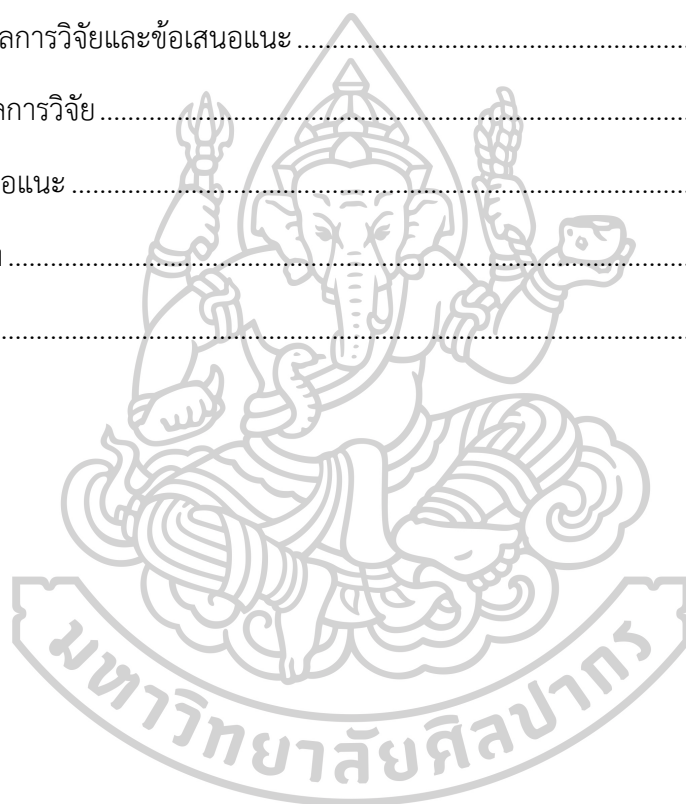 ลการวิจัยและข้อเสนอแนะ ................................................................
ลการวิจัย ................................................................
อแนะ ................................................................
................................................................
................................................................
มหาวิทยาลัยศิลปากร